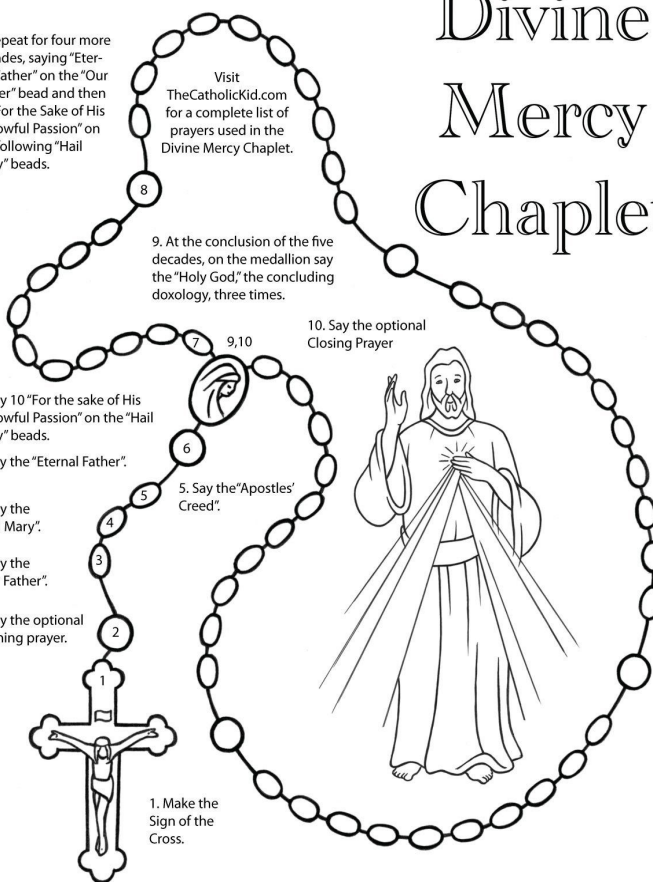 Divine
Mercy
Chaplet
epeat for four more
ades, saying "Eter-
Father" on the "Our
er" bead and then
For the Sake of His
owful Passion" on
following "Hail
y" beads.
Visit
TheCatholicKid.com
for a complete list of
prayers used in the
Divine Mercy Chaplet.
8
9. At the conclusion of the five
decades, on the medallion say
the "Holy God," the concluding
doxology, three times.
10. Say the optional
Closing Prayer
7
9,10
y 10 "For the sake of His
owful Passion" on the "Hail
y" beads.
6
y the "Eternal Father".
5
5. Say the "Apostles'
Creed".
4
y the
Mary".
3
y the
Father".
2
y the optional
ning prayer.
1
1. Make the
Sign of the
Cross.